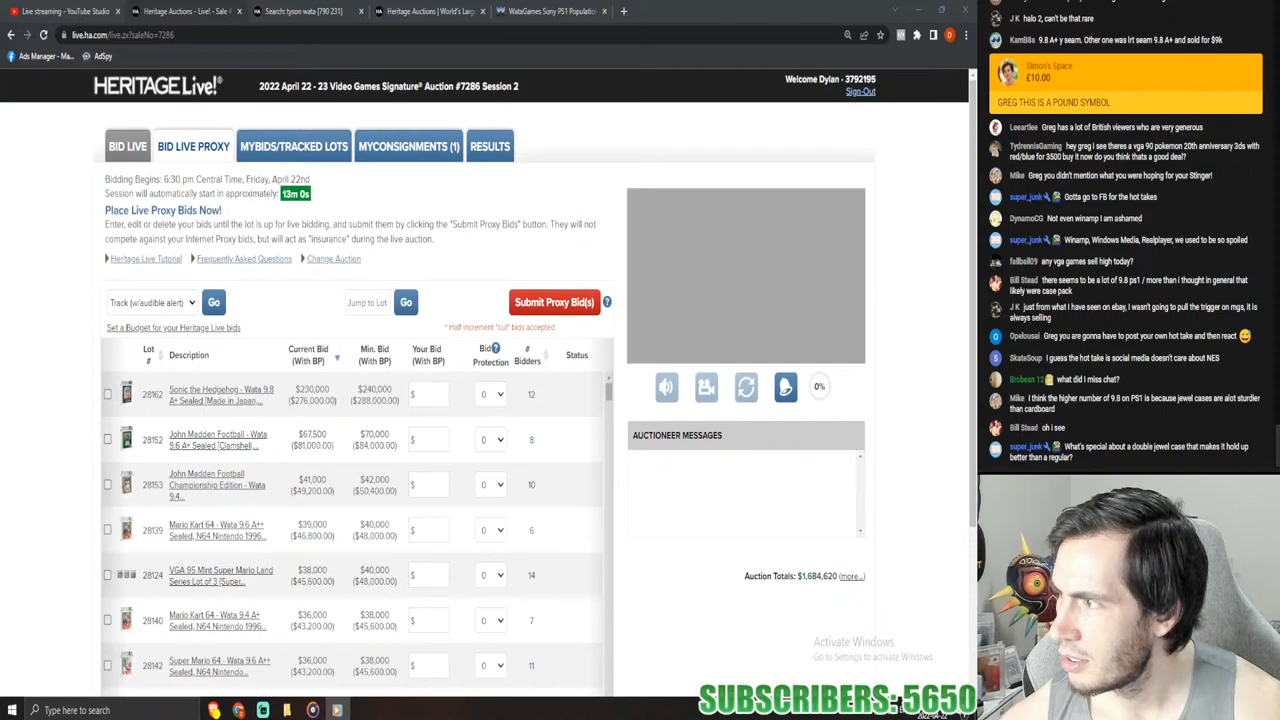 Live streaming - YouTube Studio
Heritage Auctions - Live! - Sale #
Search: tyson wata [790 231]
Heritage Auctions | World's Larg
WataGames Sony PS1 Population
live.ha.com/live.zx?saleNo=7286
Ads Manager - Ma...
AdSpy
HERITAGE Live!®
2022 April 22 - 23 Video Games Signature® Auction #7286 Session 2
Welcome Dylan - 3792195
Sign-Out
BID LIVE
BID LIVE PROXY
MYBIDS/TRACKED LOTS
MYCONSIGNMENTS (1)
RESULTS
Bidding Begins: 6:30 pm Central Time, Friday, April 22nd
Session will automatically start in approximately: 13m 0s
Place Live Proxy Bids Now!
Enter, edit or delete your bids until the lot is up for live bidding, and submit them by clicking the "Submit Proxy Bids" button. They will not
compete against your Internet Proxy bids, but will act as "insurance" during the live auction.
Heritage Live Tutorial
Frequently Asked Questions
Change Auction
Track (w/audible alert)
Go
Jump to Lot
Go
Submit Proxy Bid(s)
?
Set a Budget for your Heritage Live bids
* Half increment "cut" bids accepted
Lot #
Description
Current Bid (With BP)
Min. Bid (With BP)
Your Bid (With BP)
Bid? Protection
# Bidders
Status
28162 Sonic the Hedgehog - Wata 9.8 $230,000 $240,000 $ 0 12
A+ Sealed [Made in Japan,... ($276,000.00) ($288,000.00)
28152 John Madden Football - Wata $67,500 $70,000 $ 0 8
9.6 A+ Sealed [Clamshell,... ($81,000.00) ($84,000.00)
28153 John Madden Football $41,000 $42,000 $ 0 10
Championship Edition - Wata ($49,200.00) ($50,400.00)
9.4...
28139 Mario Kart 64 - Wata 9.6 A++ $39,000 $40,000 $ 0 6
Sealed, N64 Nintendo 1996... ($46,800.00) ($48,000.00)
28124 VGA 95 Mint Super Mario Land $38,000 $40,000 $ 0 14
Series Lot of 3 [Super... ($45,600.00) ($48,000.00)
28140 Mario Kart 64 - Wata 9.4 A+ $36,000 $38,000 $ 0 7
Sealed, N64 Nintendo 1996... ($43,200.00) ($45,600.00)
28142 Super Mario 64 - Wata 9.6 A++ $36,000 $38,000 $ 0 11
Sealed, N64 Nintendo... ($43,200.00) ($45,600.00)
0%
AUCTIONEER MESSAGES
Auction Totals: $1,684,620 (more...)
Activate Windows
Go to Settings to activate Windows
Type here to search
SUBSCRIBERS: 5650
J K halo 2, can't be that rare
KamB8s 9.8 A+ y seam. Other one was lrt seam 9.8 A+ and sold for $9k
Simon's Space
£10.00
GREG THIS IS A POUND SYMBOL
Leeartlee Greg has a lot of British viewers who are very generous
TydrennisGaming hey greg i see theres a vga 90 pokemon 20th anniversary 3ds with
red/blue for 3500 buy it now do you think thats a good deal?
Mike Greg you didn't mention what you were hoping for your Stinger!
super_junk Gotta go to FB for the hot takes
DynamoCG Not even winamp I am ashamed
super_junk Winamp, Windows Media, Realplayer, we used to be so spoiled
fallball09 any vga games sell high today?
Bill Stead there seems to be a lot of 9.8 ps1 / more than i thought in general that
likely were case pack
J K just from what I have seen on ebay, I wasn't going to pull the trigger on mgs, it is
always selling
Opelousai Greg you are gonna have to post your own hot take and then react
SkateSoup I guess the hot take is social media doesn't care about NES
Brobean 12 what did I miss chat?
Mike I think the higher number of 9.8 on PS1 is because jewel cases are alot sturdier
than cardboard
Bill Stead oh i see
super_junk What's special about a double jewel case that makes it hold up
better than a regular?